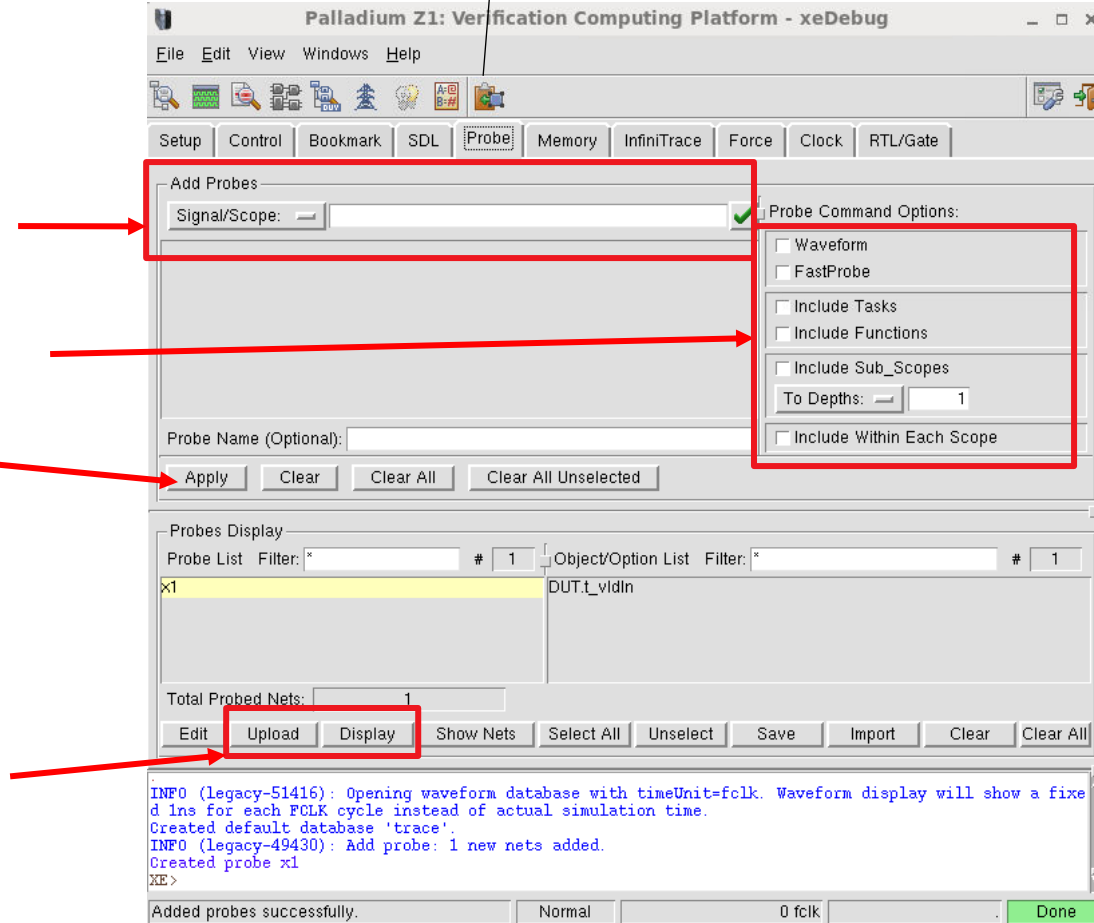 Palladium Z1: Verification Computing Platform - xeDebug
File Edit View Windows Help
Setup Control Bookmark SDL Probe Memory InfiniTrace Force Clock RTL/Gate
Add Probes
Signal/Scope:
Probe Command Options:
Waveform
FastProbe
Include Tasks
Include Functions
Include Sub_Scopes
To Depths: 1
Include Within Each Scope
Probe Name (Optional):
Apply Clear Clear All Clear All Unselected
Probes Display
Probe List Filter: * # 1 Object/Option List Filter: * # 1
x1 DUT.t_vldIn
Total Probed Nets: 1
Edit Upload Display Show Nets Select All Unselect Save Import Clear Clear All
INFO (legacy-51416): Opening waveform database with timeUnit=fclk. Waveform display will show a fixe
d 1ns for each FCLK cycle instead of actual simulation time.
Created default database 'trace'.
INFO (legacy-49430): Add probe: 1 new nets added.
Created probe x1
XE>
Added probes successfully. Normal 0 fclk . Done